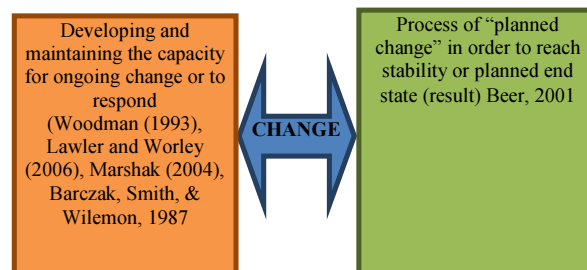 Developing and
maintaining the capacity
for ongoing change or to
respond
(Woodman (1993),
Lawler and Worley
(2006), Marshak (2004),
Barczak, Smith, &
Wilemon, 1987
CHANGE
Process of “planned
change” in order to reach
stability or planned end
state (result) Beer, 2001